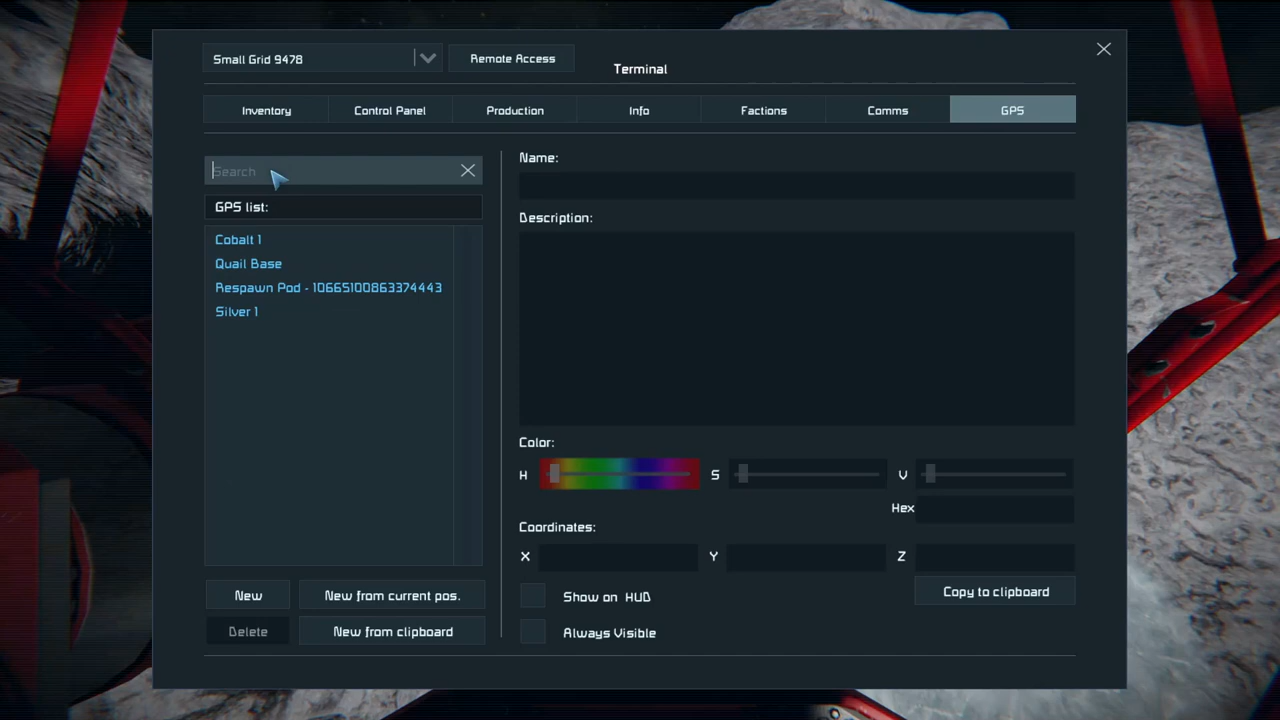 Small Grid 9478
Remote Access
Terminal
Inventory
Control Panel
Production
Info
Factions
Comms
GPS
Search
GPS list:
Cobalt 1
Quail Base
Respawn Pod - 10665100863374443
Silver 1
New
New from current pos.
Delete
New from clipboard
Name:
Description:
Color:
H
S
V
Hex
Coordinates:
X
Y
Z
Show on HUD
Copy to clipboard
Always Visible